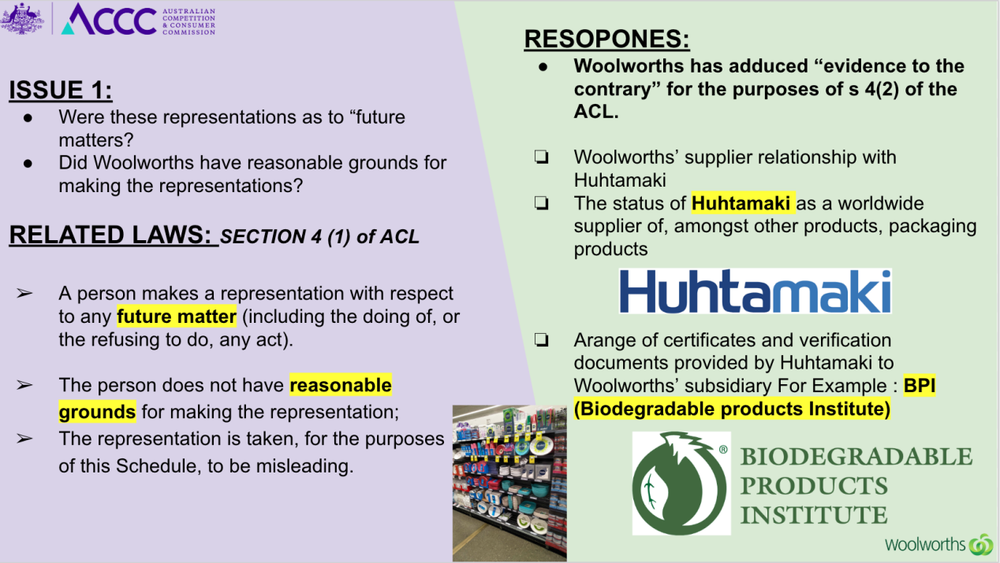 ACCC
AUSTRALIAN
COMPETITION
& CONSUMER
COMMISSION
ISSUE 1:
● Were these representations as to “future
matters?
● Did Woolworths have reasonable grounds for
making the representations?
RELATED LAWS: SECTION 4 (1) of ACL
➢ A person makes a representation with respect
to any future matter (including the doing of, or
the refusing to do, any act).
➢ The person does not have reasonable
grounds for making the representation;
➢ The representation is taken, for the purposes
of this Schedule, to be misleading.
RESOPONES:
● Woolworths has adduced “evidence to the
contrary” for the purposes of s 4(2) of the
ACL.
❏ Woolworths’ supplier relationship with
Huhtamaki
❏ The status of Huhtamaki as a worldwide
supplier of, amongst other products, packaging
products
Huhtamaki
❏ Arange of certificates and verification
documents provided by Huhtamaki to
Woolworths’ subsidiary For Example : BPI
(Biodegradable products Institute)
®
BIODEGRADABLE
PRODUCTS
INSTITUTE
Woolworths